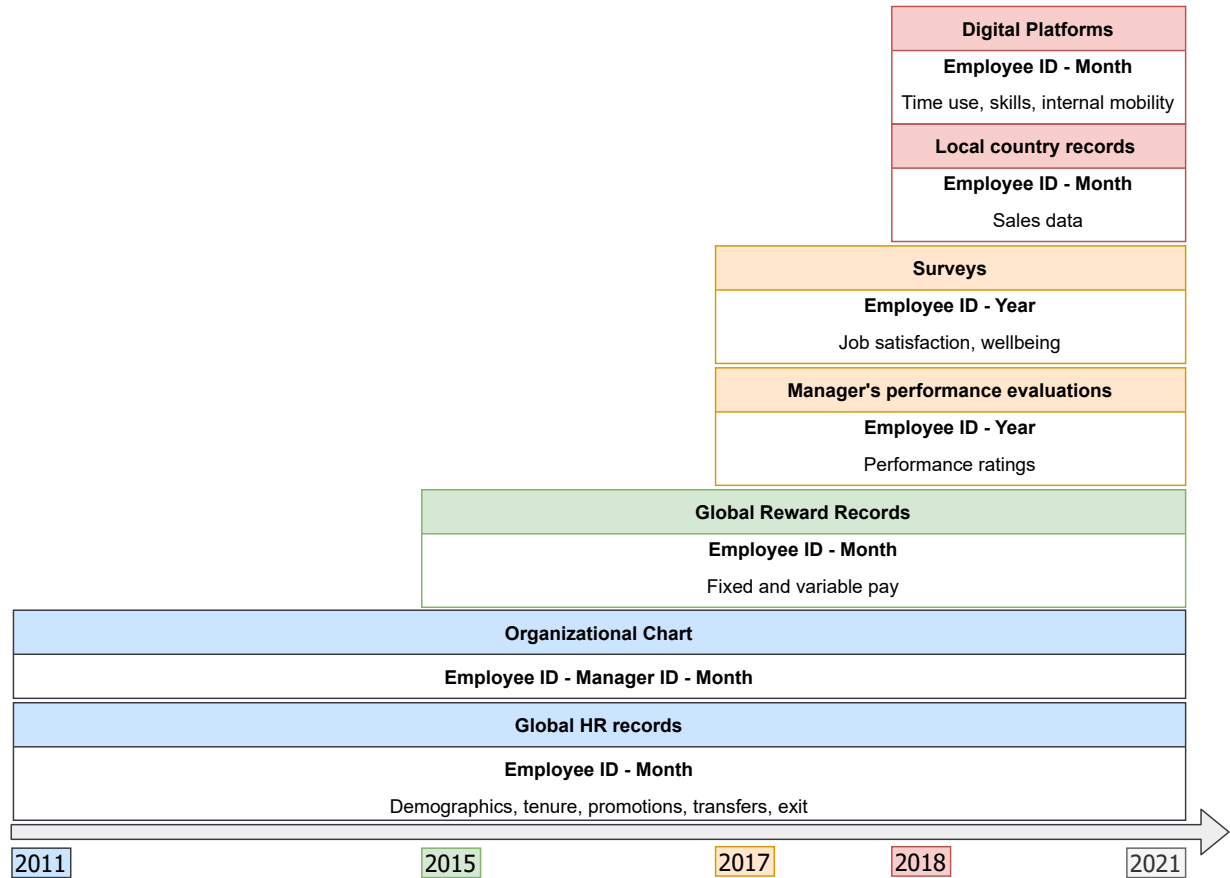 Digital Platforms
Employee ID - Month
Time use, skills, internal mobility
Local country records
Employee ID - Month
Sales data
Surveys
Employee ID - Year
Job satisfaction, wellbeing
Manager's performance evaluations
Employee ID - Year
Performance ratings
Global Reward Records
Employee ID - Month
Fixed and variable pay
Organizational Chart
Employee ID - Manager ID - Month
Global HR records
Employee ID - Month
Demographics, tenure, promotions, transfers, exit
2011 2015 2017 2018 2021